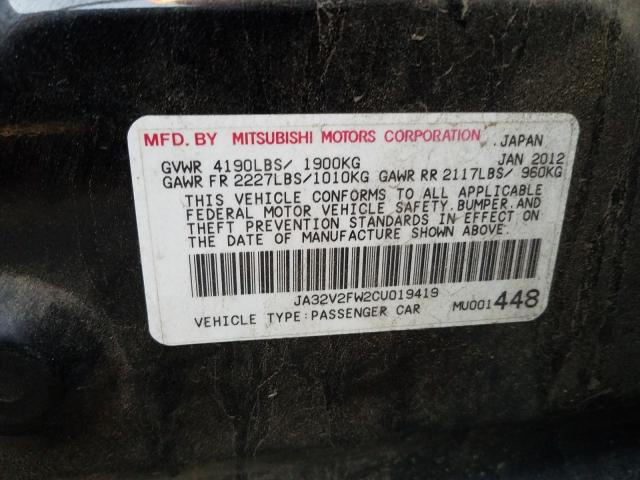 MFD. BY MITSUBISHI MOTORS CORPORATION JAPAN
GVWR 4190LBS/ 1900KG JAN 2012
GAWR FR 2227LBS/1010KG GAWR RR 2117LBS/ 960KG
THIS VEHICLE CONFORMS TO ALL APPLICABLE
FEDERAL MOTOR VEHICLE SAFETY, BUMPER, AND
THEFT PREVENTION STANDARDS IN EFFECT ON
THE DATE OF MANUFACTURE SHOWN ABOVE.
JA32V2FW2CU019419
VEHICLE TYPE: PASSENGER CAR MU001448